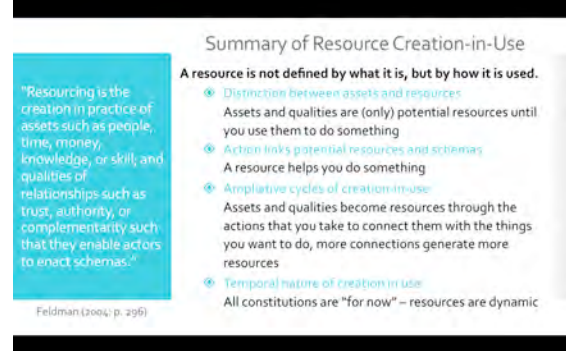 Summary of Resource Creation-in-Use
"Resourcing is the
creation in practice of
assets such as people,
time, money,
knowledge, or skill; and
qualities of
relationships such as
trust, authority, or
complementarity such
that they enable actors
to enact schemas."
Feldman (2004: p. 296)
A resource is not defined by what it is, but by how it is used.
Distinction between assets and resources
Assets and qualities are (only) potential resources until
you use them to do something
Action links potential resources and schemas
A resource helps you do something
Ampliative cycles of creation-in-use
Assets and qualities become resources through the
actions that you take to connect them with the things
you want to do, more connections generate more
resources
Temporal nature of creation in use
All constitutions are "for now" – resources are dynamic